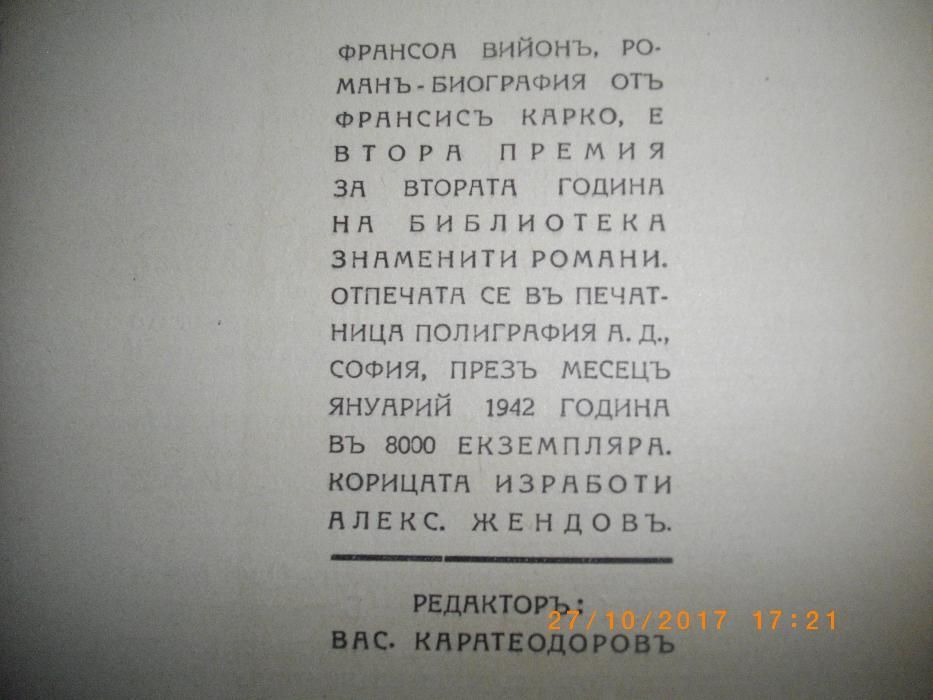 ФРАНСОА ВИЙОНЪ, РО-
МАНЪ-БИОГРАФИЯ ОТЪ
ФРАНСИСЪ КАРКО, Е
ВТОРА ПРЕМИЯ
ЗА ВТОРАТА ГОДИНА
НА БИБЛИОТЕКА
ЗНАМЕНИТИ РОМАНИ.
ОТПЕЧАТА СЕ ВЪ ПЕЧАТ-
НИЦА ПОЛИГРАФИЯ А. Д.,
СОФИЯ, ПРЕЗЪ МЕСЕЦЪ
ЯНУАРИЙ 1942 ГОДИНА
ВЪ 8000 ЕКЗЕМПЛЯРА.
КОРИЦАТА ИЗРАБОТИ
АЛЕКС. ЖЕНДОВЪ.
РЕДАКТОРЪ:
27/10/2017 17:21
ВАС. КАРАТЕОДОРОВЪ